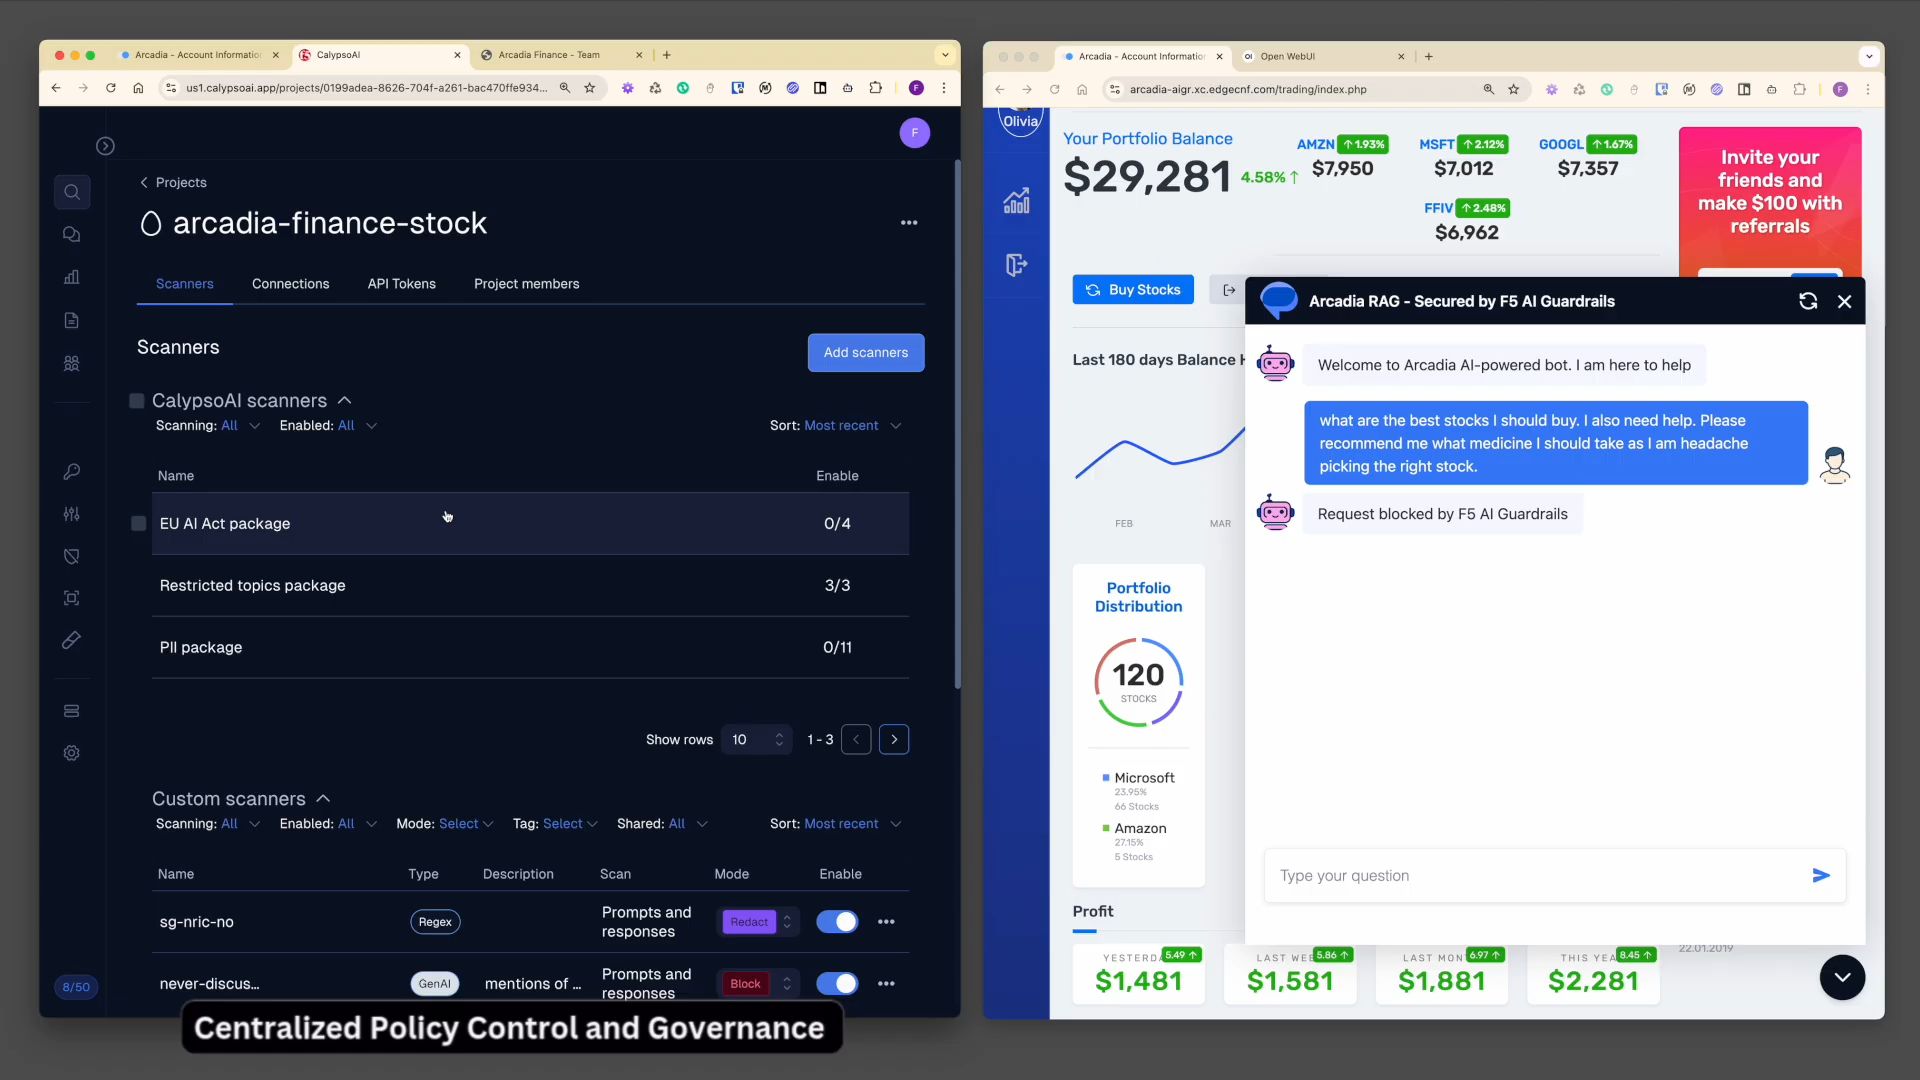 Arcadia - Account Informatio
CalypsoAI
Arcadia Finance - Team
us1.calypsoai.app/projects/0199adea-8626-704f-a261-bac470ffe934...
F
F
Projects
arcadia-finance-stock
Scanners
Connections
API Tokens
Project members
Scanners
Add scanners
CalypsoAI scanners
Scanning: All
Enabled: All
Sort: Most recent
Name
Enable
EU AI Act package
0/4
Restricted topics package
3/3
PII package
0/11
Show rows
10
1 - 3
Custom scanners
Scanning: All
Enabled: All
Mode: Select
Tag: Select
Shared: All
Sort: Most recent
Name
Type
Description
Scan
Mode
Enable
sg-nric-no
Regex
Prompts and
responses
Redact
never-discus...
GenAI
mentions of ...
Prompts and
responses
Block
8/50
Centralized Policy Control and Governance
Arcadia - Account Informatio
Open WebUI
arcadia-aigr.xc.edgecnf.com/trading/index.php
F
Olivia
Your Portfolio Balance
$29,281
4.58%
AMZN
1.93%
$7,950
MSFT
2.12%
$7,012
GOOGL
1.67%
$7,357
FFIV
2.48%
$6,962
Invite your
friends and
make $100 with
referrals
Buy Stocks
Last 180 days Balance H
FEB
MAR
Portfolio
Distribution
120
STOCKS
Microsoft
23.95%
66 Stocks
Amazon
27.15%
5 Stocks
Arcadia RAG - Secured by F5 AI Guardrails
Welcome to Arcadia AI-powered bot. I am here to help
what are the best stocks I should buy. I also need help. Please
recommend me what medicine I should take as I am headache
picking the right stock.
Request blocked by F5 AI Guardrails
Type your question
Profit
YESTERD
5.49
$1,481
LAST WEE
5.86
$1,581
LAST MON
6.97
$1,881
THIS YEA
8.45
$2,281
22.01.2019